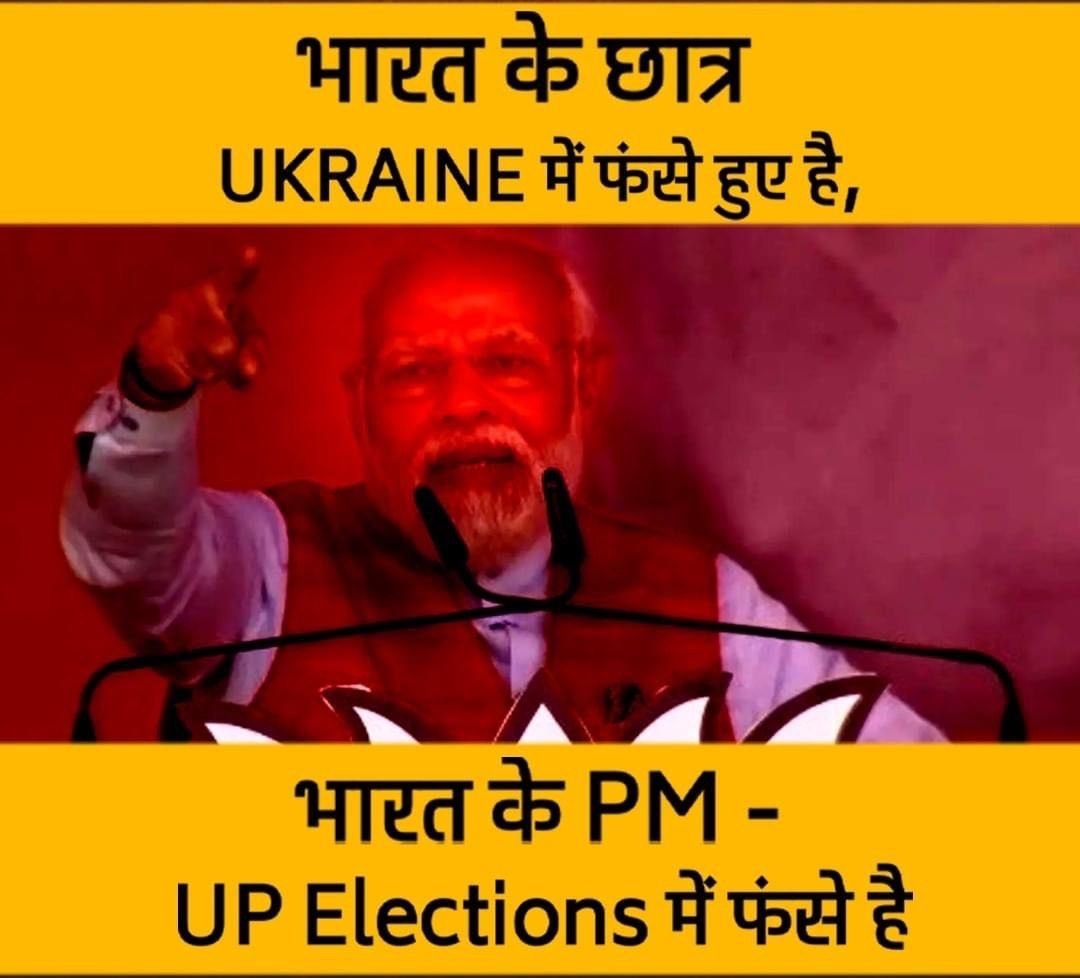 भारत के छात्र
UKRAINE में फंसे हुए है,
भारत के PM -
UP Elections में फंसे है